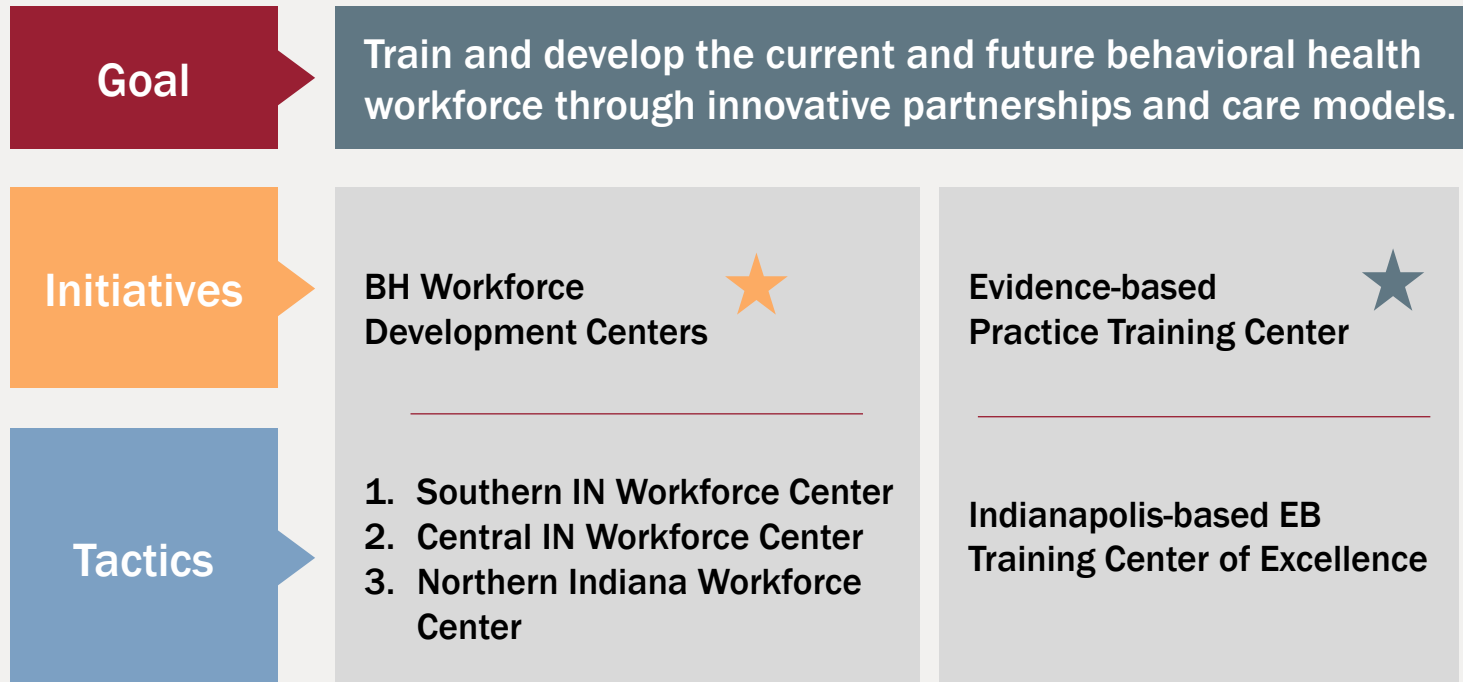 Goal
Train and develop the current and future behavioral health
workforce through innovative partnerships and care models.
Initiatives
BH Workforce
Development Centers
Evidence-based
Practice Training Center
Tactics
1. Southern IN Workforce Center
2. Central IN Workforce Center
3. Northern Indiana Workforce
Center
Indianapolis-based EB
Training Center of Excellence